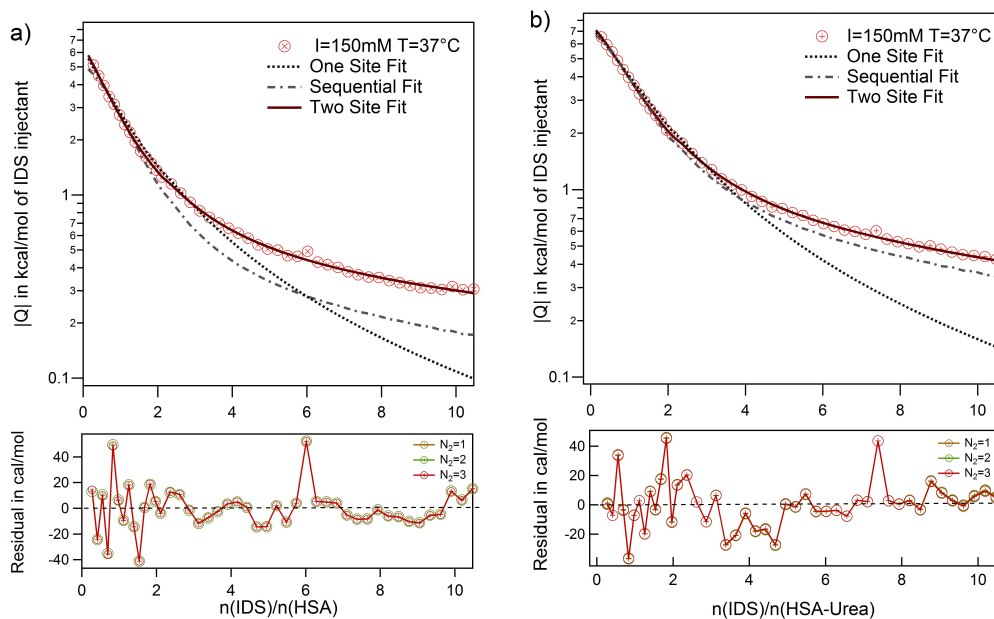 a)
|Q| in kcal/mol of IDS injectant
7
6
5
4
3
2
1
7
6
5
4
3
2
0.1
I=150mM T=37°C
One Site Fit
Sequential Fit
Two Site Fit
0 2 4 6 8 10
Residual in cal/mol
40
20
0
-20
-40
N2=1
N2=2
N2=3
0 2 4 6 8 10
n(IDS)/n(HSA)
b)
|Q| in kcal/mol of IDS injectant
7
6
5
4
3
2
1
7
6
5
4
3
2
0.1
I=150mM T=37°C
One Site Fit
Sequential Fit
Two Site Fit
0 2 4 6 8 10
Residual in cal/mol
40
20
0
-20
N2=1
N2=2
N2=3
0 2 4 6 8 10
n(IDS)/n(HSA-Urea)